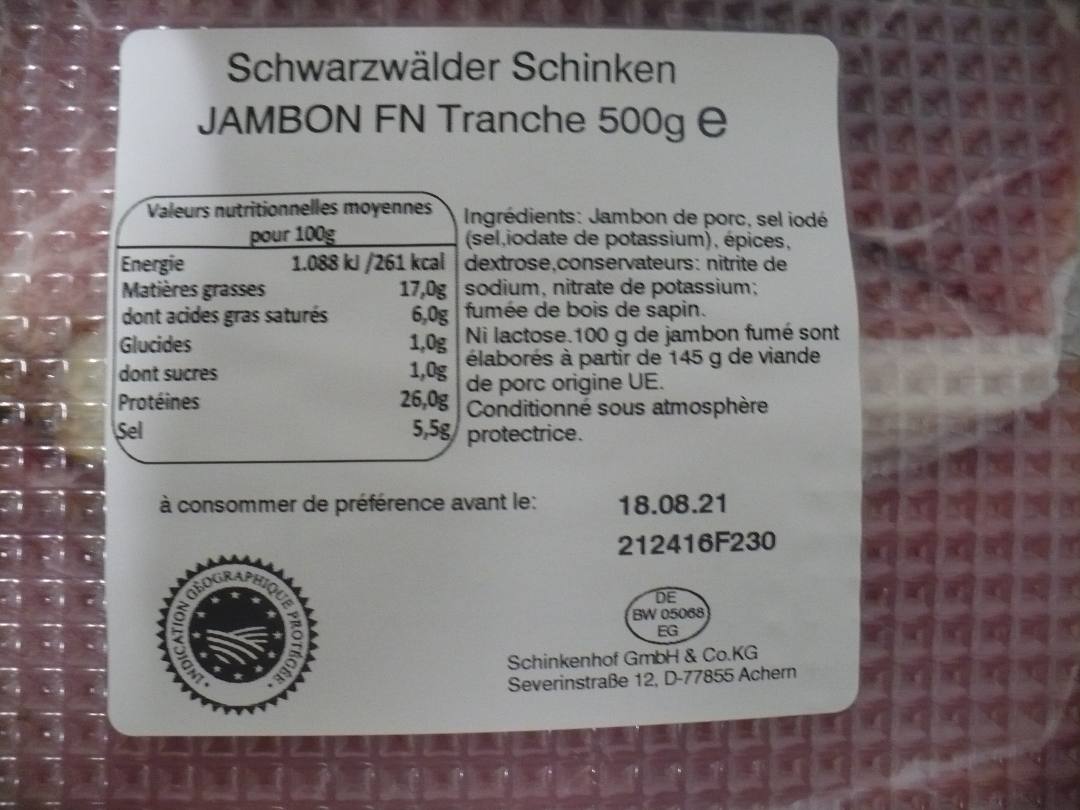 Schwarzwälder Schinken
JAMBON FN Tranche 500g e
Valeurs nutritionnelles moyennes
pour 100g
Energie 1.088 kJ /261 kcal
Matières grasses 17,0g
dont acides gras saturés 6,0g
Glucides 1,0g
dont sucres 1,0g
Protéines 26,0g
Sel 5,5g
Ingrédients: Jambon de porc, sel iodé
(sel,iodate de potassium), épices,
dextrose,conservateurs: nitrite de
sodium, nitrate de potassium;
fumée de bois de sapin.
Ni lactose.100 g de jambon fumé sont
élaborés à partir de 145 g de viande
de porc origine UE.
Conditionné sous atmosphère
protectrice.
à consommer de préférence avant le: 18.08.21
212416F230
INDICATION GÉOGRAPHIQUE PROTÉGÉE
DE
BW 05068
EG
Schinkenhof GmbH & Co.KG
Severinstraße 12, D-77855 Achern